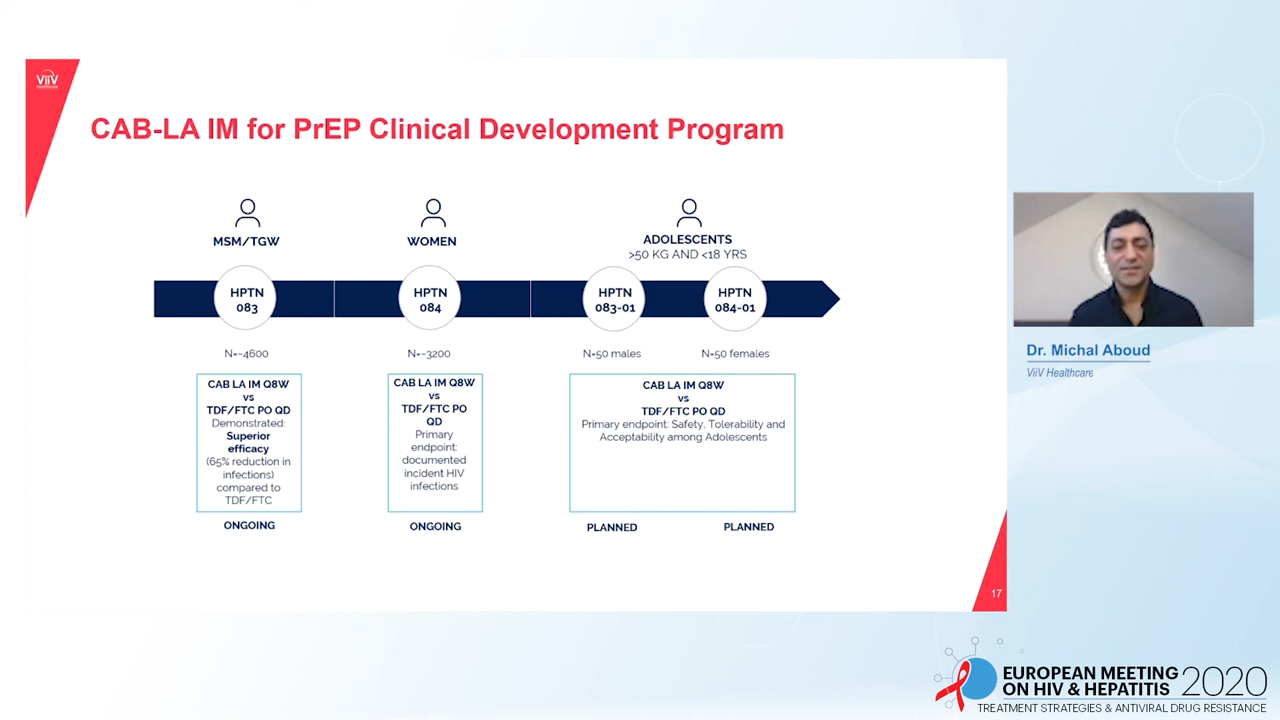 ViiV
CAB-LA IM for PrEP Clinical Development Program
MSM/TGW
WOMEN
ADOLESCENTS
>50 KG AND <18 YRS
HPTN
083
HPTN
084
HPTN
083-01
HPTN
084-01
N=~4600
N=~3200
N=50 males
N=50 females
CAB LA IM Q8W
vs
TDF/FTC PO QD
Demonstrated:
Superior
efficacy
(65% reduction in
infections)
compared to
TDF/FTC
CAB LA IM Q8W
vs
TDF/FTC PO
QD
Primary
endpoint:
documented
incident HIV
infections
CAB LA IM Q8W
vs
TDF/FTC PO QD
Primary endpoint: Safety, Tolerability and
Acceptability among Adolescents
ONGOING
ONGOING
PLANNED
PLANNED
17
Dr. Michal Aboud
ViiV Healthcare
EUROPEAN MEETING
ON HIV & HEPATITIS 2020
TREATMENT STRATEGIES & ANTIVIRAL DRUG RESISTANCE